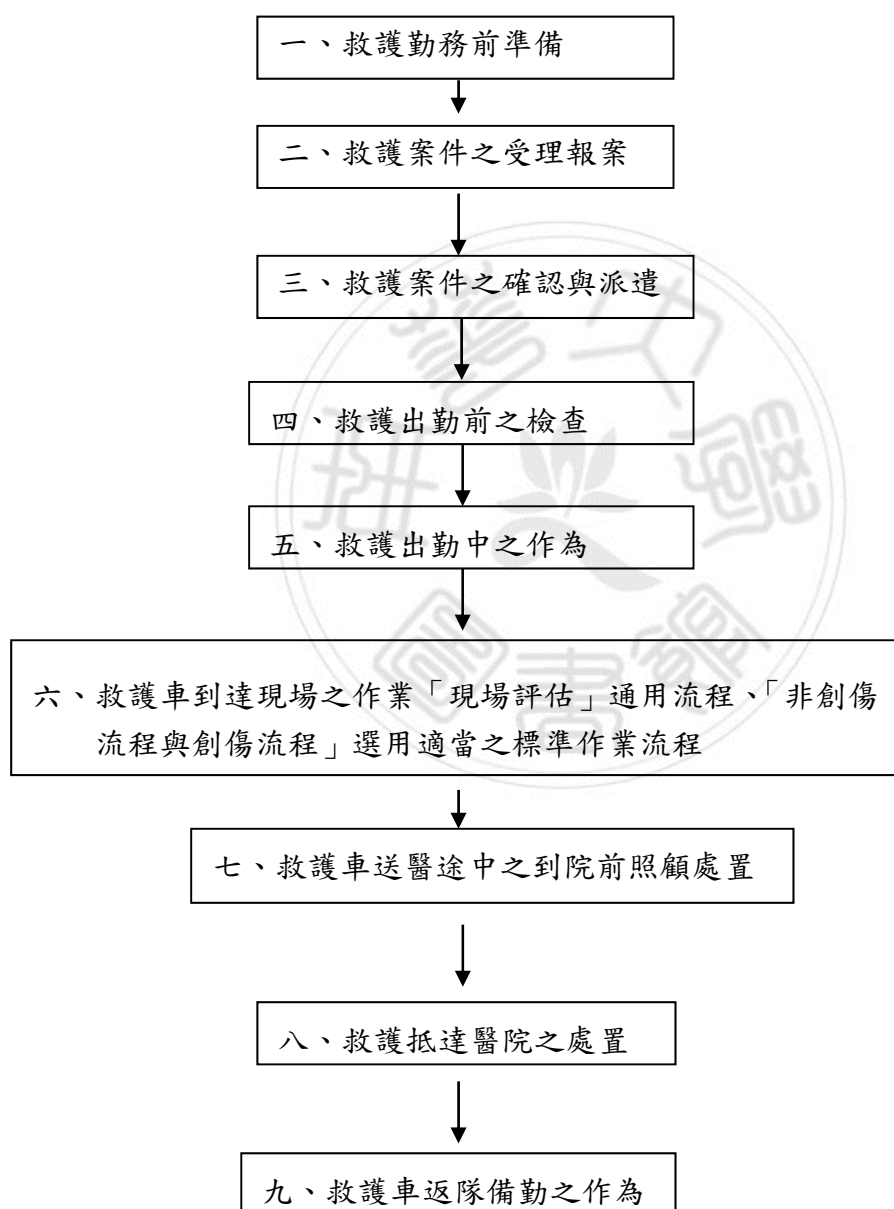 一、救護勤務前準備
二、救護案件之受理報案
三、救護案件之確認與派遣
四、救護出勤前之檢查
五、救護出勤中之作為
六、救護車到達現場之作業「現場評估」通用流程、「非創傷
流程與創傷流程」選用適當之標準作業流程
七、救護車送醫途中之到院前照顧處置
八、救護抵達醫院之處置
九、救護車返隊備勤之作為